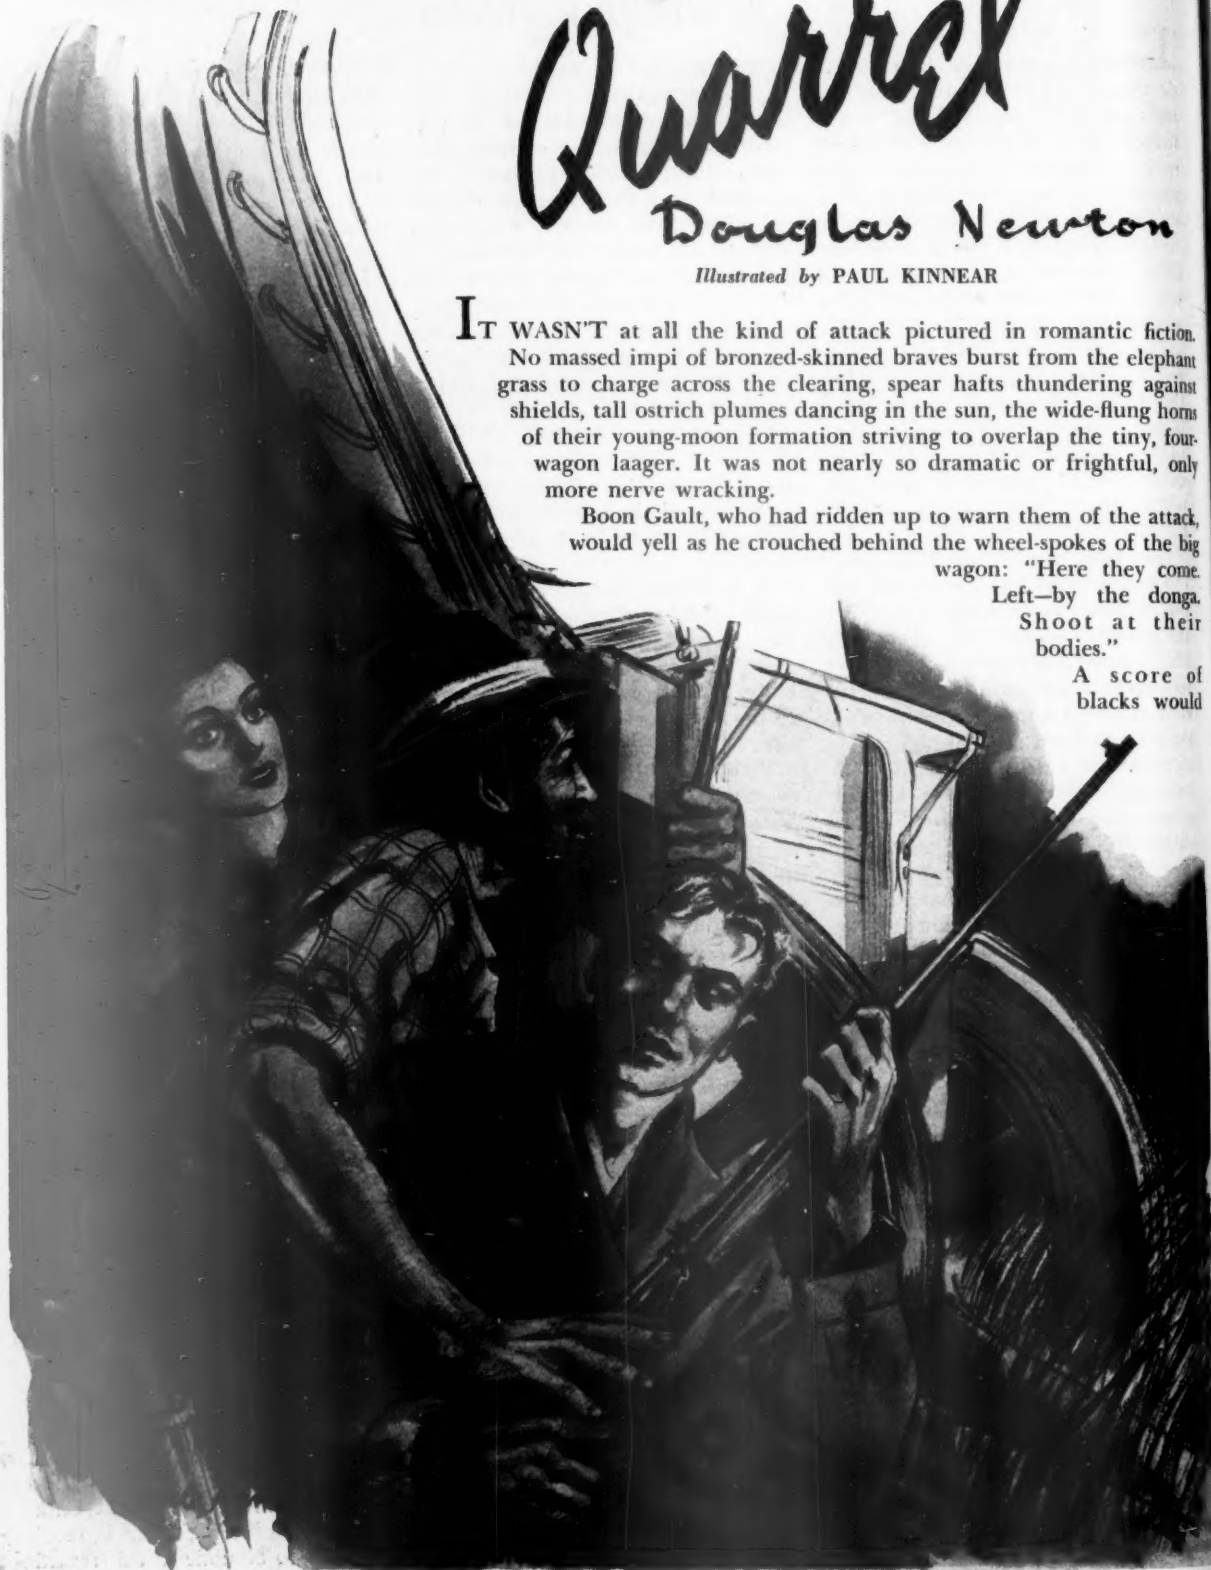 Quarrel
Douglas Newton
Illustrated by PAUL KINNEAR
IT WASN'T at all the kind of attack pictured in romantic fiction.
No massed impi of bronzed-skinned braves burst from the elephant
grass to charge across the clearing, spear hafts thundering against
shields, tall ostrich plumes dancing in the sun, the wide-flung horns
of their young-moon formation striving to overlap the tiny, four-
wagon laager. It was not nearly so dramatic or frightful, only
more nerve wracking.
Boon Gault, who had ridden up to warn them of the attack,
would yell as he crouched behind the wheel-spokes of the big
wagon: "Here they come.
Left—by the donga.
Shoot at their
bodies."
A score of
blacks would